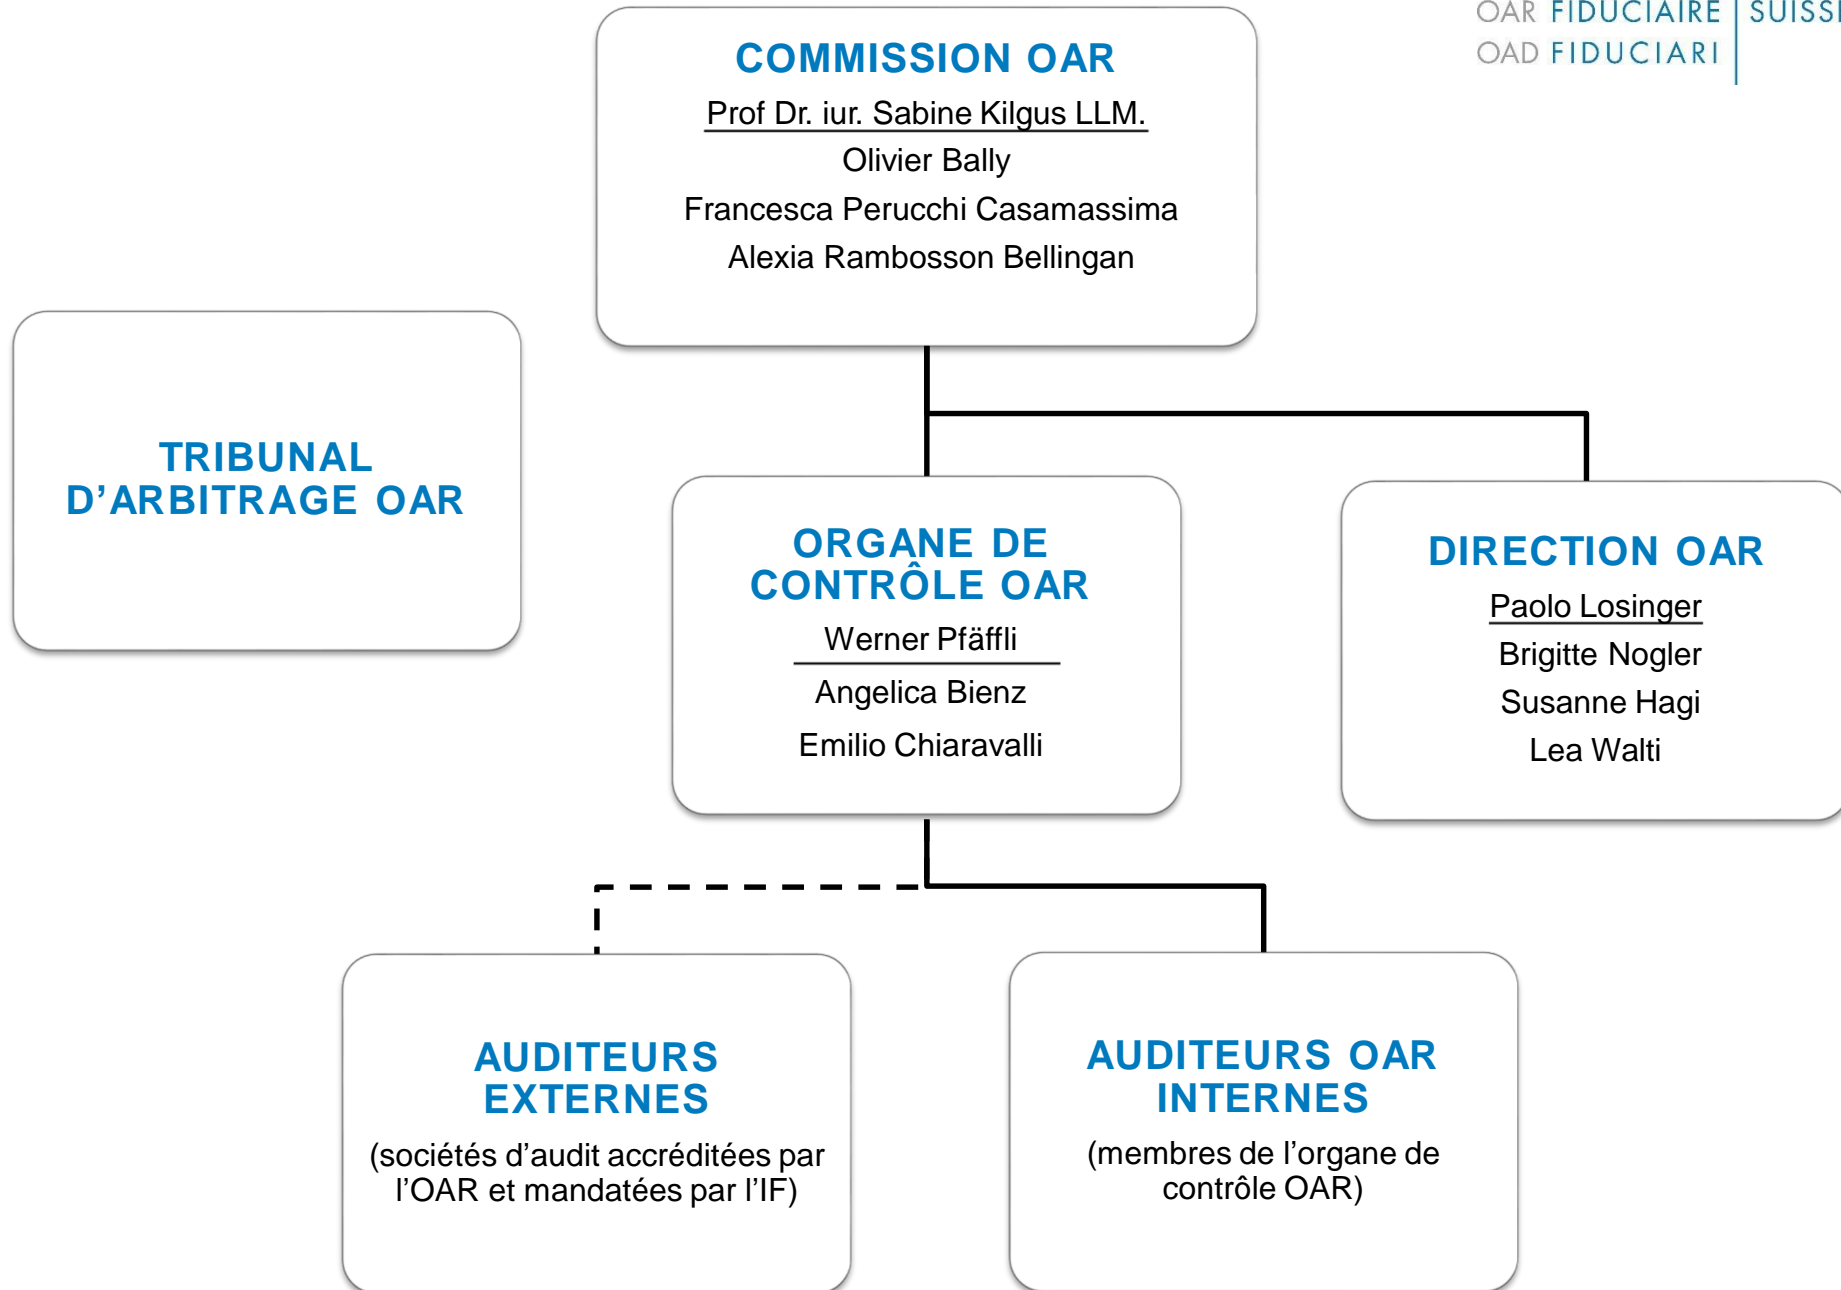 OAR FIDUCIAIRE SUISSE
OAD FIDUCIARI
COMMISSION OAR
Prof Dr. iur. Sabine Kilgus LLM.
Olivier Bally
Francesca Perucchi Casamassima
Alexia Rambosson Bellingan
TRIBUNAL
D’ARBITRAGE OAR
ORGANE DE
CONTRÔLE OAR
Werner Pfäffli
Angelica Bienz
Emilio Chiaravalli
DIRECTION OAR
Paolo Losinger
Brigitte Nogler
Susanne Hagi
Lea Walti
AUDITEURS
EXTERNES
(sociétés d’audit accréditées par
l’OAR et mandatées par l’IF)
AUDITEURS OAR
INTERNES
(membres de l’organe de
contrôle OAR)